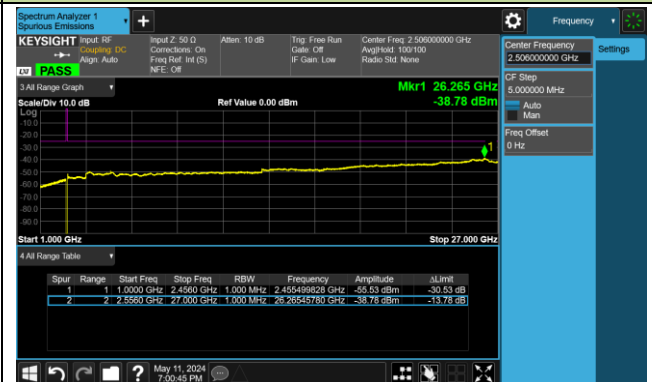 Spectrum Analyzer 1
Spurious Emissions
Frequency
KEYSIGHT
Input: RF
Coupling: DC
Align: Auto
Input Z: 50 Ω
Corrections: On
Freq Ref: Int (S)
NFE: Off
Atten: 10 dB
Trig: Free Run
Gate: Off
IF Gain: Low
Center Freq: 2.506000000 GHz
Avg|Hold: 100/100
Radio Std: None
PASS
Center Frequency
2.506000000 GHz
Settings
CF Step
5.000000 MHz
Auto
Man
Freq Offset
0 Hz
3 All Range Graph
Mkr1 26.265 GHz
Scale/Div 10.0 dB
Ref Value 0.00 dBm
-38.78 dBm
Log
-10.0
-20.0
-30.0
-40.0
-50.0
-60.0
-70.0
-80.0
-90.0
1
Start 1.000 GHz
Stop 27.000 GHz
4 All Range Table
Spur Range Start Freq Stop Freq RBW Frequency Amplitude ΔLimit
1 1 1.0000 GHz 2.4560 GHz 1.000 MHz 2.455499828 GHz -55.53 dBm -30.53 dB
2 2 2.5560 GHz 27.000 GHz 1.000 MHz 26.26545780 GHz -38.78 dBm -13.78 dB
May 11, 2024
7:00:45 PM